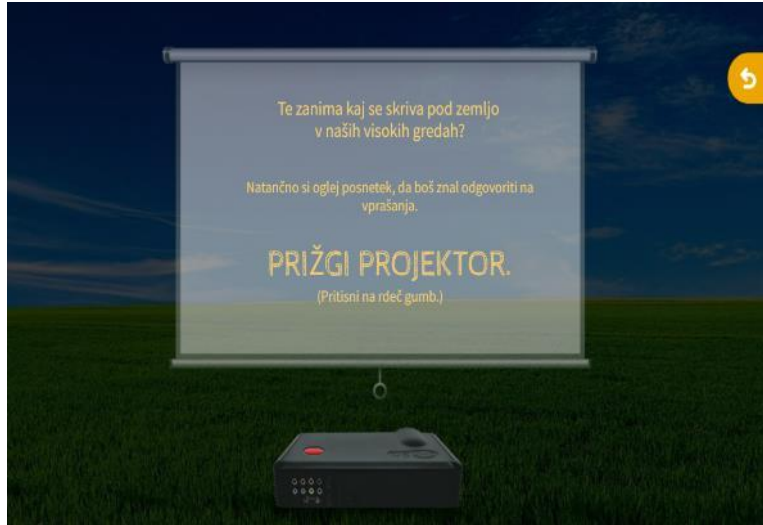 Te zanima kaj se skriva pod zemljo
v naših visokih gredah?
Natančno si oglej posnetek, da boš znal odgovoriti na
vprašanja.
PRIŽGI PROJEKTOR.
(Pritisni na rdeč gumb.)